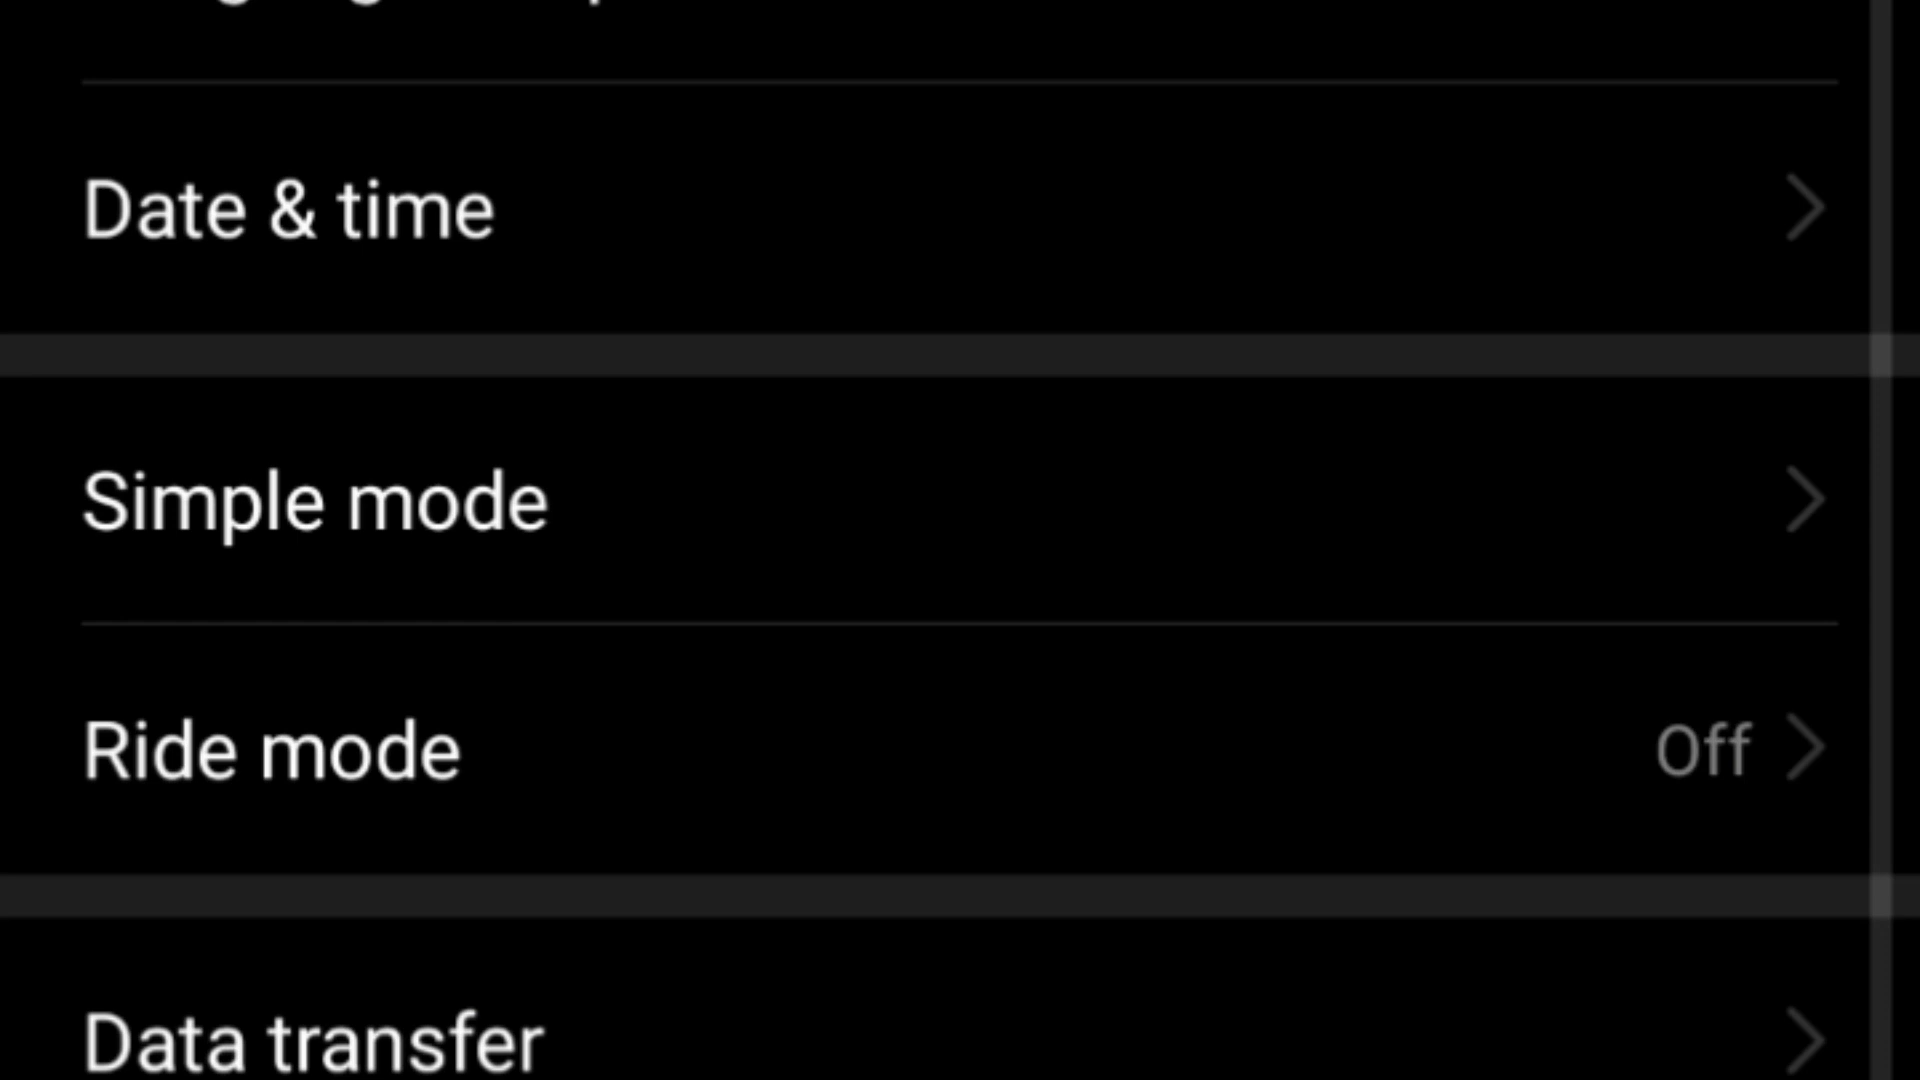 Date & time
Simple mode
Ride mode
Off
Data transfer